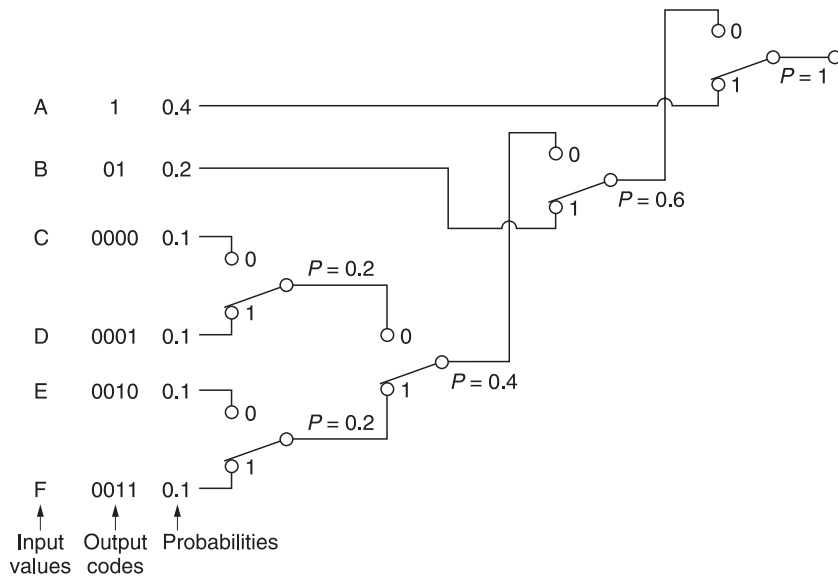 0
P = 1
A 1 0.4
1
0
B 01 0.2
P = 0.6
1
C 0000 0.1
0
P = 0.2
1
D 0001 0.1
0
P = 0.4
E 0010 0.1
1
0
P = 0.2
1
F 0011 0.1
Input Output Probabilities
values codes